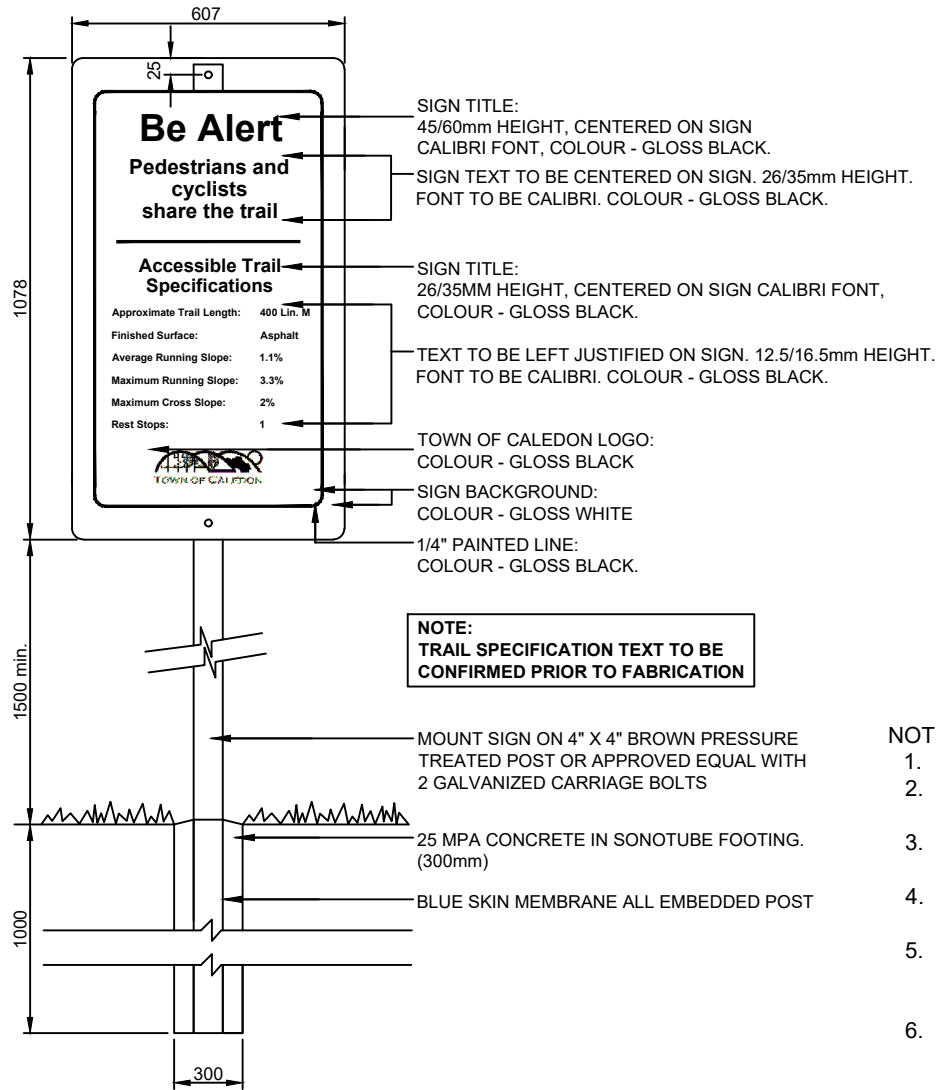 607
25
1078
1500 min.
1000
300
Be Alert
Pedestrians and
cyclists
share the trail
Accessible Trail
Specifications
Approximate Trail Length: 400 Lin. M
Finished Surface: Asphalt
Average Running Slope: 1.1%
Maximum Running Slope: 3.3%
Maximum Cross Slope: 2%
Rest Stops: 1
TOWN OF CALEDON
SIGN TITLE:
45/60mm HEIGHT, CENTERED ON SIGN
CALIBRI FONT, COLOUR - GLOSS BLACK.
SIGN TEXT TO BE CENTERED ON SIGN. 26/35mm HEIGHT.
FONT TO BE CALIBRI. COLOUR - GLOSS BLACK.
SIGN TITLE:
26/35MM HEIGHT, CENTERED ON SIGN CALIBRI FONT,
COLOUR - GLOSS BLACK.
TEXT TO BE LEFT JUSTIFIED ON SIGN. 12.5/16.5mm HEIGHT.
FONT TO BE CALIBRI. COLOUR - GLOSS BLACK.
TOWN OF CALEDON LOGO:
COLOUR - GLOSS BLACK
SIGN BACKGROUND:
COLOUR - GLOSS WHITE
1/4" PAINTED LINE:
COLOUR - GLOSS BLACK.
NOTE:
TRAIL SPECIFICATION TEXT TO BE
CONFIRMED PRIOR TO FABRICATION
MOUNT SIGN ON 4" X 4" BROWN PRESSURE
TREATED POST OR APPROVED EQUAL WITH
2 GALVANIZED CARRIAGE BOLTS
25 MPA CONCRETE IN SONOTUBE FOOTING.
(300mm)
BLUE SKIN MEMBRANE ALL EMBEDDED POST
NOT
1.
2.
3.
4.
5.
6.